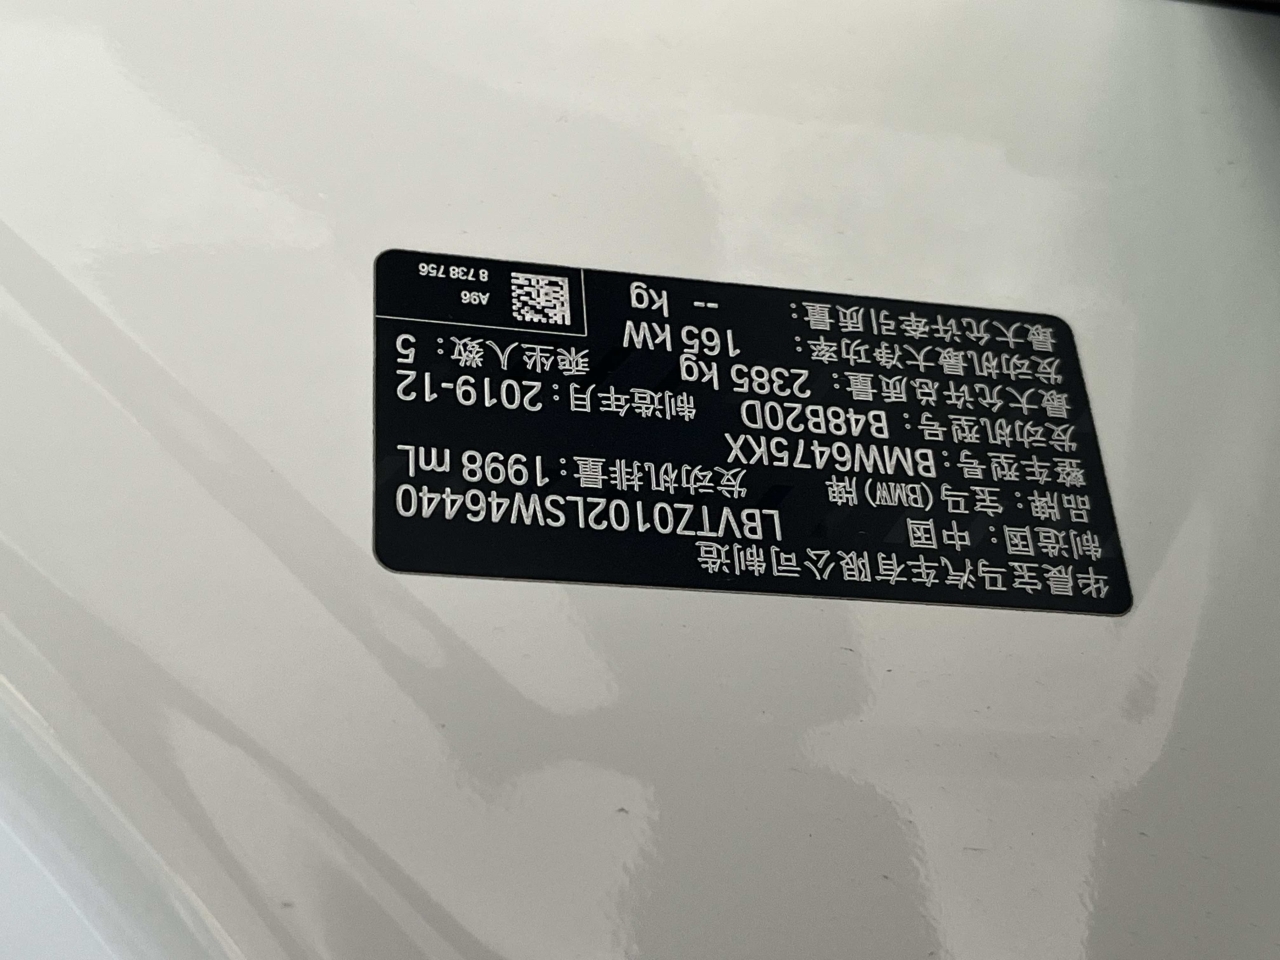 华晨宝马汽车有限公司制造
制造国：中国 LBVTZ0102LSW46440
品牌：宝马(BMW)牌 发动机排量：1998 mL
整车型号：BMW6475KX
发动机型号：B48B20D 制造年月：2019-12
最大允许总质量：2385 kg 乘坐人数：5
发动机最大净功率：165 kW
最大允许牵引质量：-- kg
A96
8 738 756